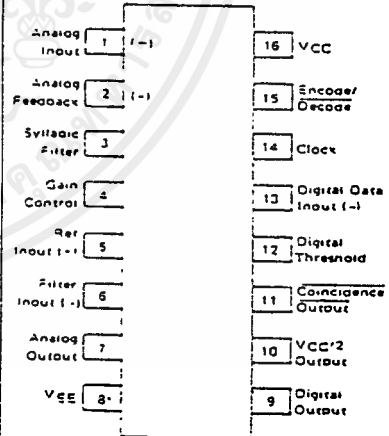 Analog
Input 1 (-)
Analog
Feedback 2 (-)
Syllabic
Filter 3
Gain
Control 4
Ref
Input (-) 5
Filter
Input (-) 6
Analog
Output 7
VEE 8
16 VCC
15 Encode/
Decode
14 Clock
13 Digital Data
Input (-)
12 Digital
Threshold
11 Coincidence
Output
10 VCC/2
Output
9 Digital
Output